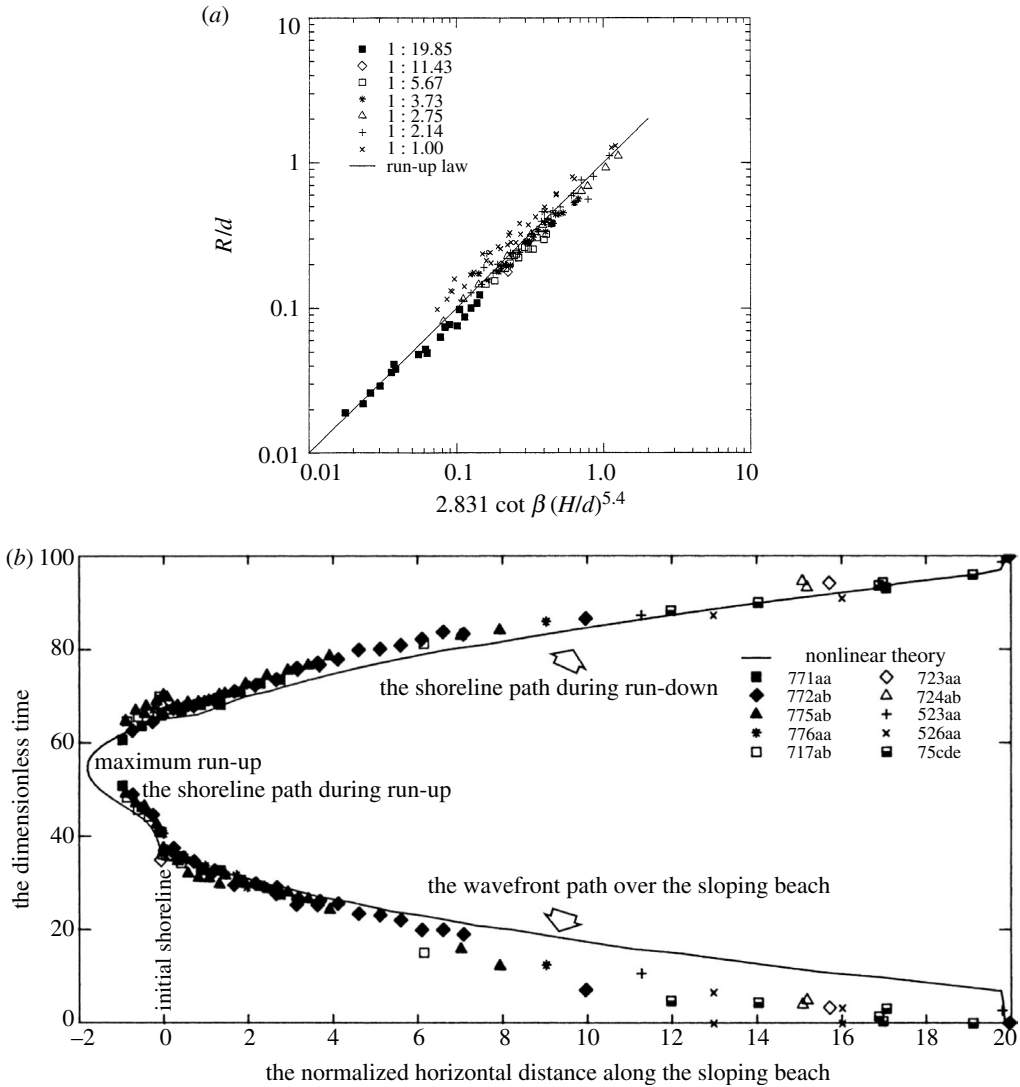 (a)
10
1
0.1
0.01
R/d
1 : 19.85
1 : 11.43
1 : 5.67
1 : 3.73
1 : 2.75
1 : 2.14
1 : 1.00
run-up law
0.01 0.1 1.0 10
2.831 cot β (H/d)^5.4
(b)
100
80
60
40
20
0
the dimensionless time
nonlinear theory
771aa 723aa
772ab 724ab
775ab 523aa
776aa 526aa
717ab 75cde
the shoreline path during run-down
maximum run-up
the shoreline path during run-up
the wavefront path over the sloping beach
initial shoreline
−2 0 2 4 6 8 10 12 14 16 18 20
the normalized horizontal distance along the sloping beach